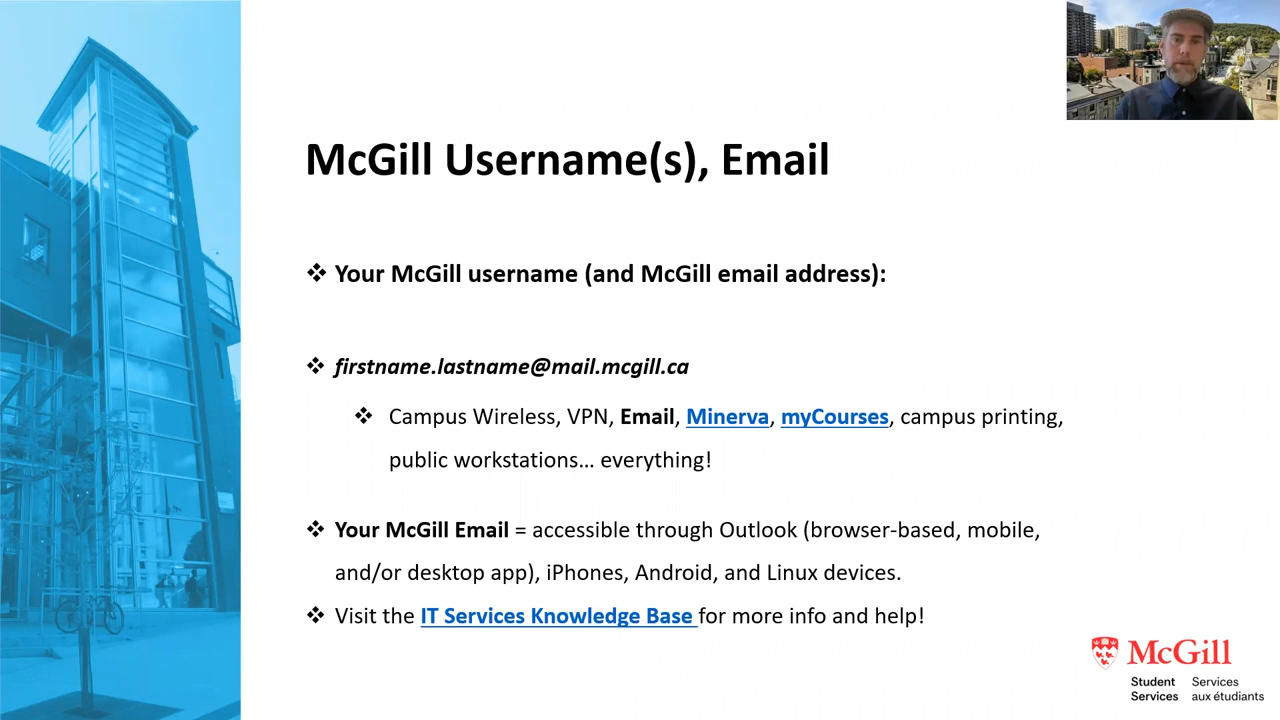 McGill Username(s), Email
❖ Your McGill username (and McGill email address):
❖ firstname.lastname@mail.mcgill.ca
❖ Campus Wireless, VPN, Email, Minerva, myCourses, campus printing,
public workstations... everything!
❖ Your McGill Email = accessible through Outlook (browser-based, mobile,
and/or desktop app), iPhones, Android, and Linux devices.
❖ Visit the IT Services Knowledge Base for more info and help!
McGill
Student Services
Services aux étudiants